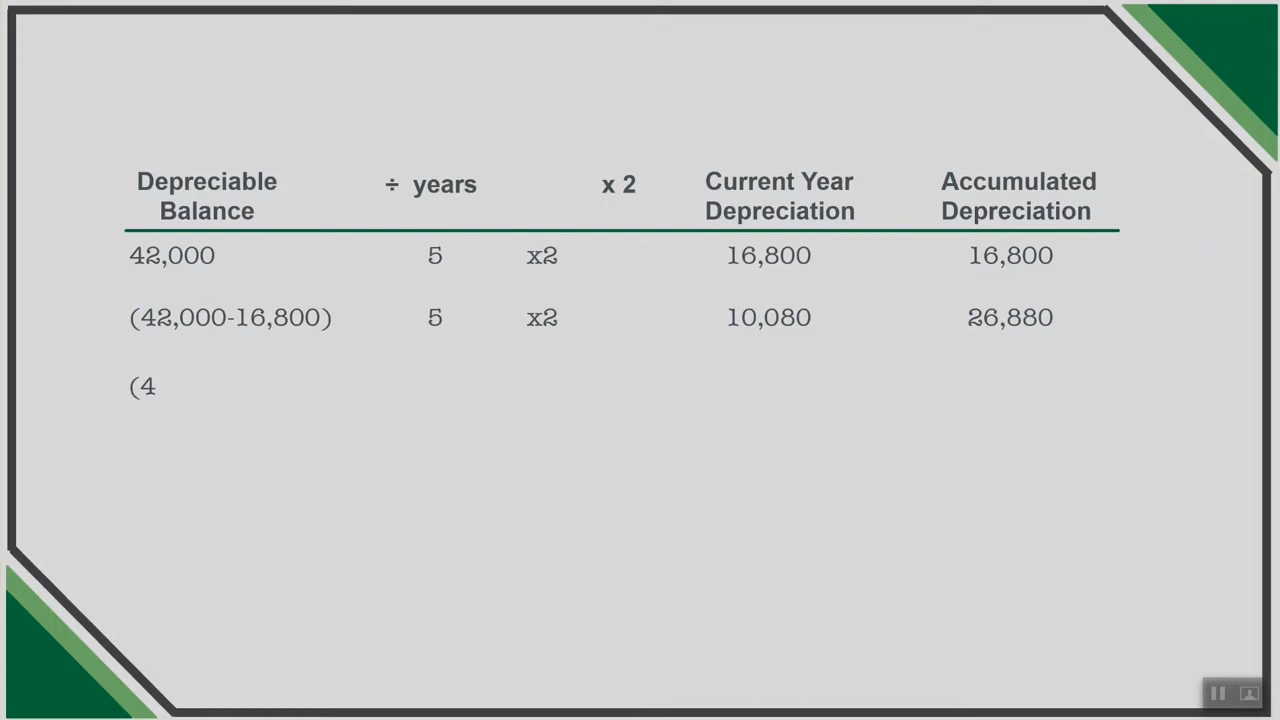 Depreciable Balance ÷ years x 2 Current Year Depreciation Accumulated Depreciation
42,000 5 x2 16,800 16,800
(42,000-16,800) 5 x2 10,080 26,880
(4